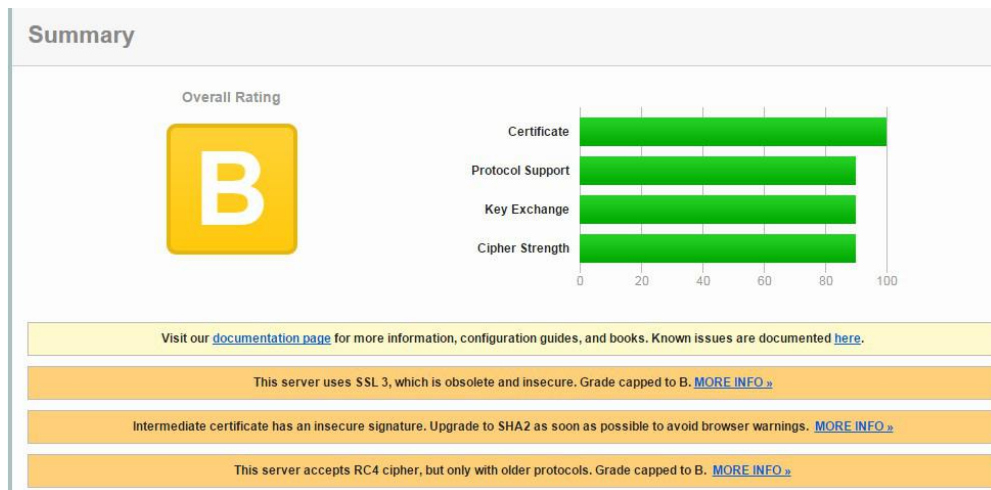 Summary
Overall Rating
B
Certificate
Protocol Support
Key Exchange
Cipher Strength
0 20 40 60 80 100
Visit our documentation page for more information, configuration guides, and books. Known issues are documented here.
This server uses SSL 3, which is obsolete and insecure. Grade capped to B. MORE INFO »
Intermediate certificate has an insecure signature. Upgrade to SHA2 as soon as possible to avoid browser warnings. MORE INFO »
This server accepts RC4 cipher, but only with older protocols. Grade capped to B. MORE INFO »